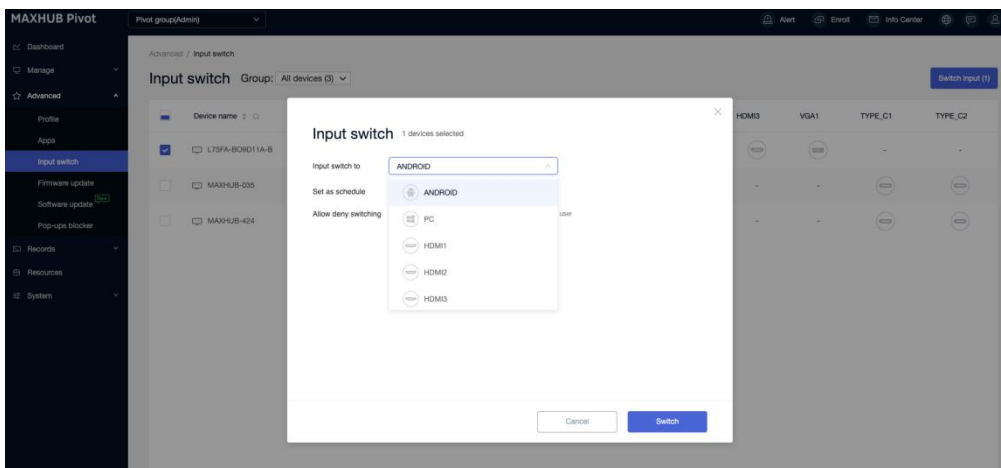 MAXHUB Pivot
Pivot group(Admin)
Alert
Enroll
Info Center
Dashboard
Manage
Advanced
Profile
Apps
Input switch
Firmware update
Software update
New
Pop-ups blocker
Records
Resources
System
Advanced / Input switch
Input switch Group: All devices (3)
Switch input (1)
Device name
HDMI3 VGA1 TYPE_C1 TYPE_C2
L75FA-BO9D11A-B
- -
MAXHUB-035
- -
MAXHUB-424
- -
Input switch 1 devices selected
Input switch to ANDROID
Set as schedule
Allow deny switching
user
ANDROID
PC
HDMI1
HDMI2
HDMI3
Cancel Switch